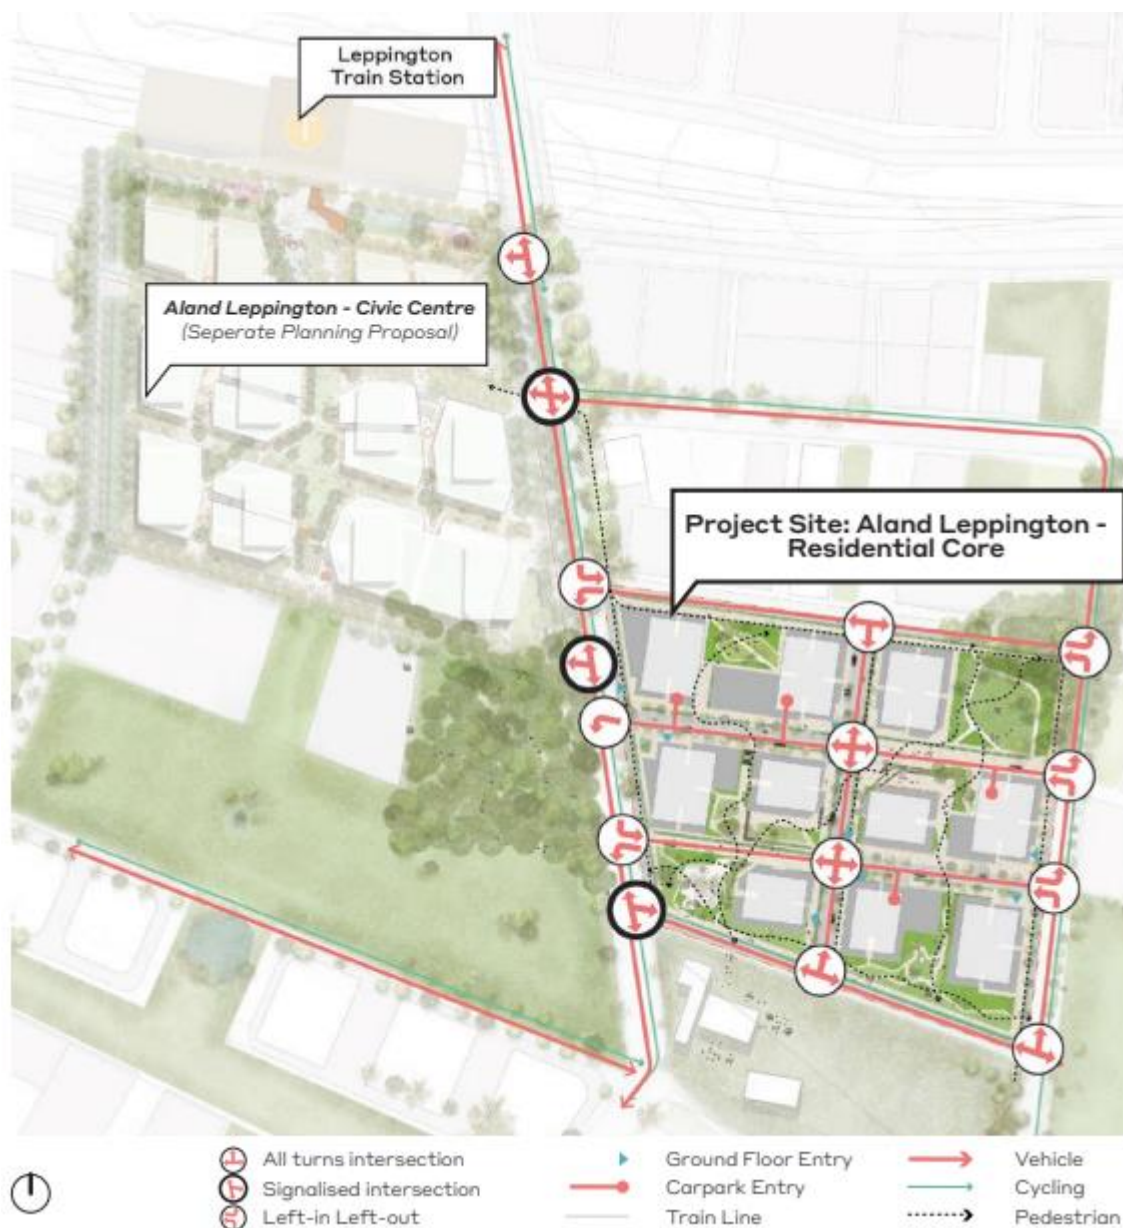 Leppington
Train Station
Aland Leppington - Civic Centre
(Seperate Planning Proposal)
Project Site: Aland Leppington -
Residential Core
All turns intersection
Signalised intersection
Left-in Left-out
Ground Floor Entry
Carpark Entry
Train Line
Vehicle
Cycling
Pedestrian